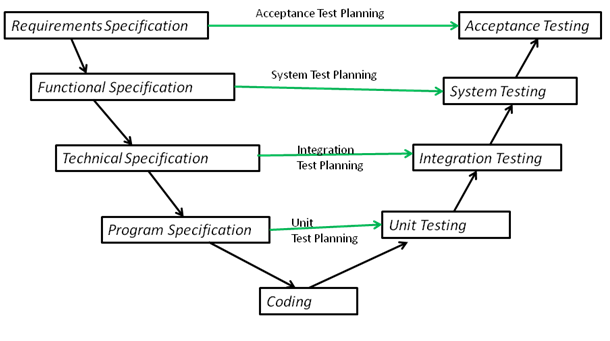 Requirements Specification
Acceptance Test Planning
Acceptance Testing
Functional Specification
System Test Planning
System Testing
Technical Specification
Integration
Test Planning
Integration Testing
Program Specification
Unit
Test Planning
Unit Testing
Coding